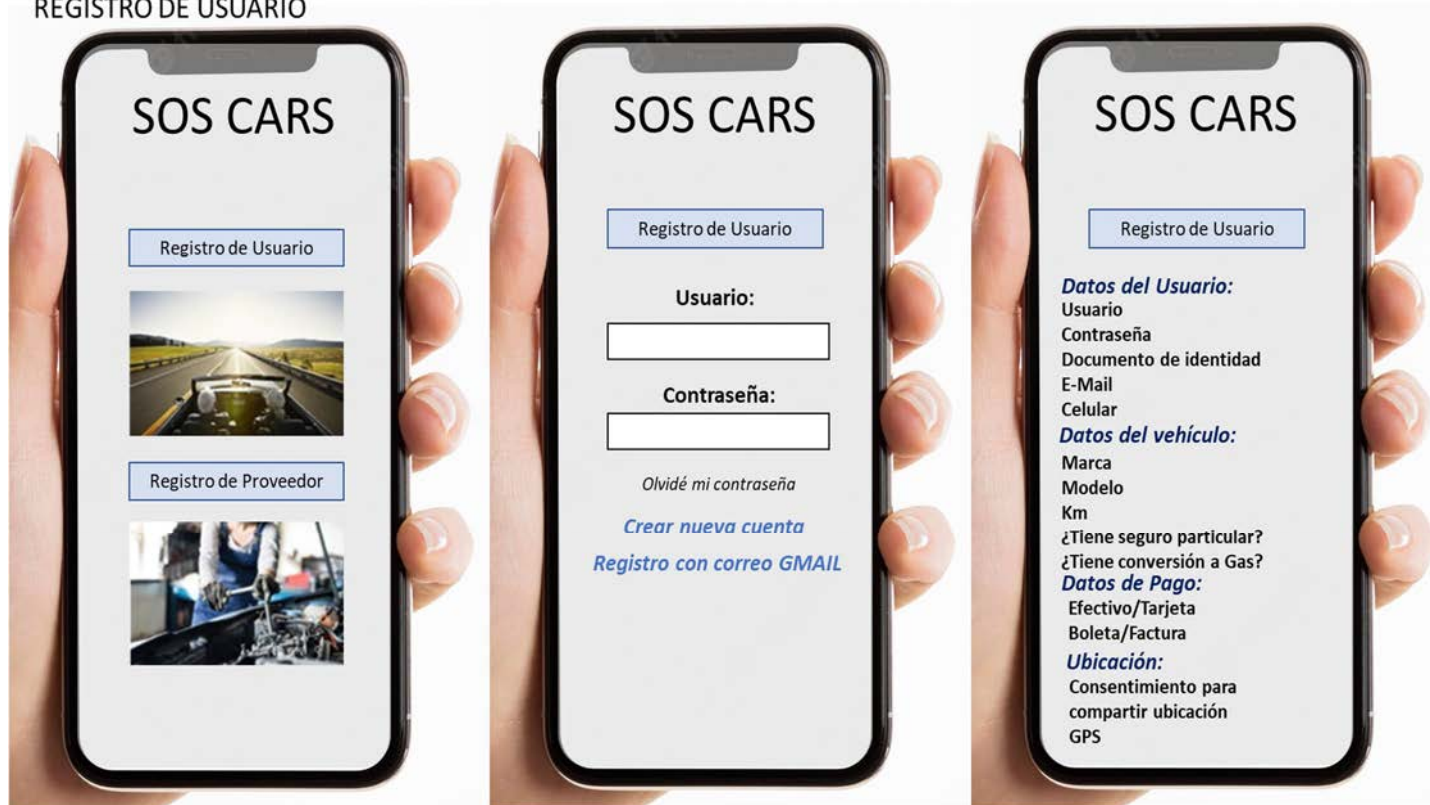 REGISTRO DE USUARIO
SOS CARS
Registro de Usuario
Registro de Proveedor
SOS CARS
Registro de Usuario
Usuario:
Contraseña:
Olvidé mi contraseña
Crear nueva cuenta
Registro con correo GMAIL
SOS CARS
Registro de Usuario
Datos del Usuario:
Usuario
Contraseña
Documento de identidad
E-Mail
Celular
Datos del vehículo:
Marca
Modelo
Km
¿Tiene seguro particular?
¿Tiene conversión a Gas?
Datos de Pago:
Efectivo/Tarjeta
Boleta/Factura
Ubicación:
Consentimiento para
compartir ubicación
GPS